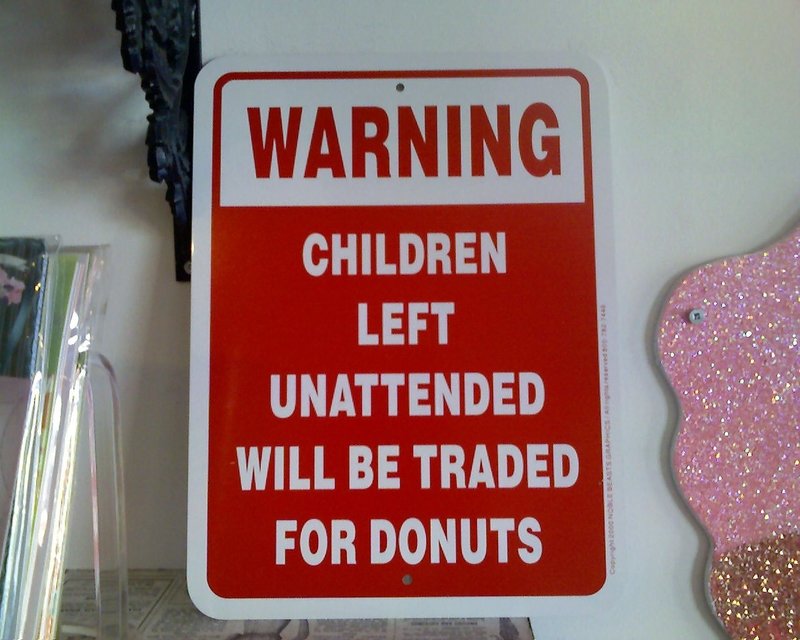 WARNING
CHILDREN
LEFT
UNATTENDED
WILL BE TRADED
FOR DONUTS